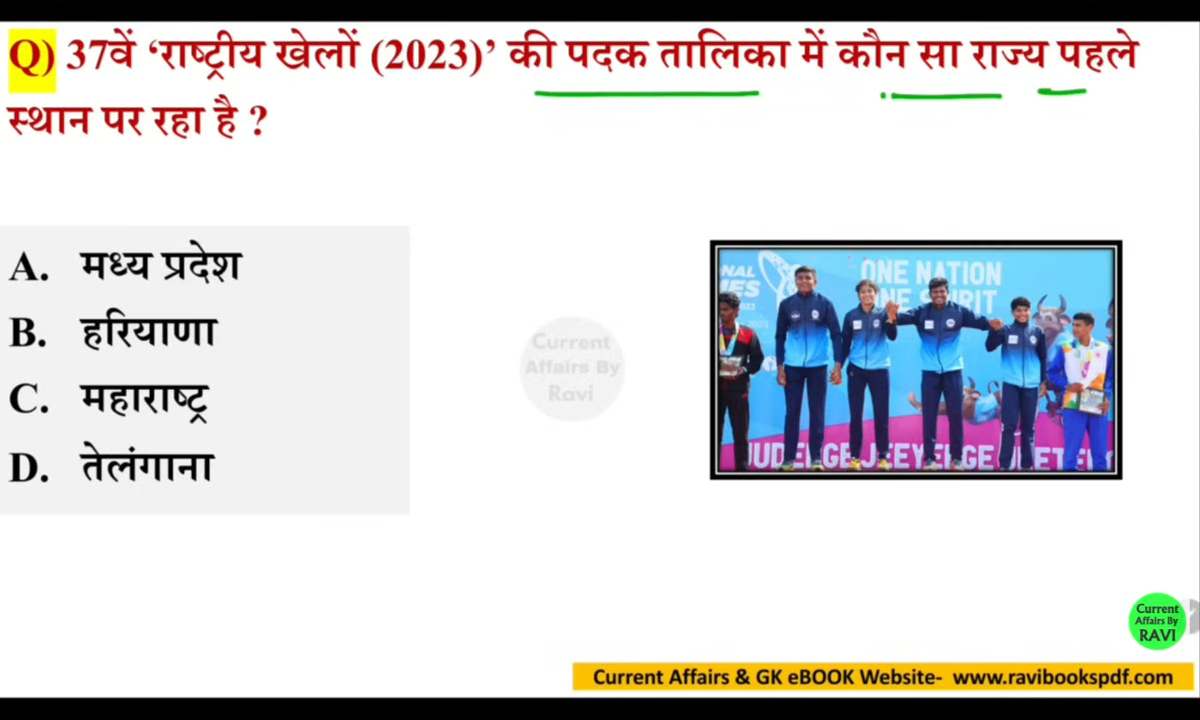 Q) 37वें ‘राष्ट्रीय खेलों (2023)’ की पदक तालिका में कौन सा राज्य पहले
स्थान पर रहा है ?
A. मध्य प्रदेश
B. हरियाणा
C. महाराष्ट्र
D. तेलंगाना
Current
Affairs By
Ravi
ONE NATION
Current
Affairs By
RAVI
Current Affairs & GK eBOOK Website- www.ravibookspdf.com